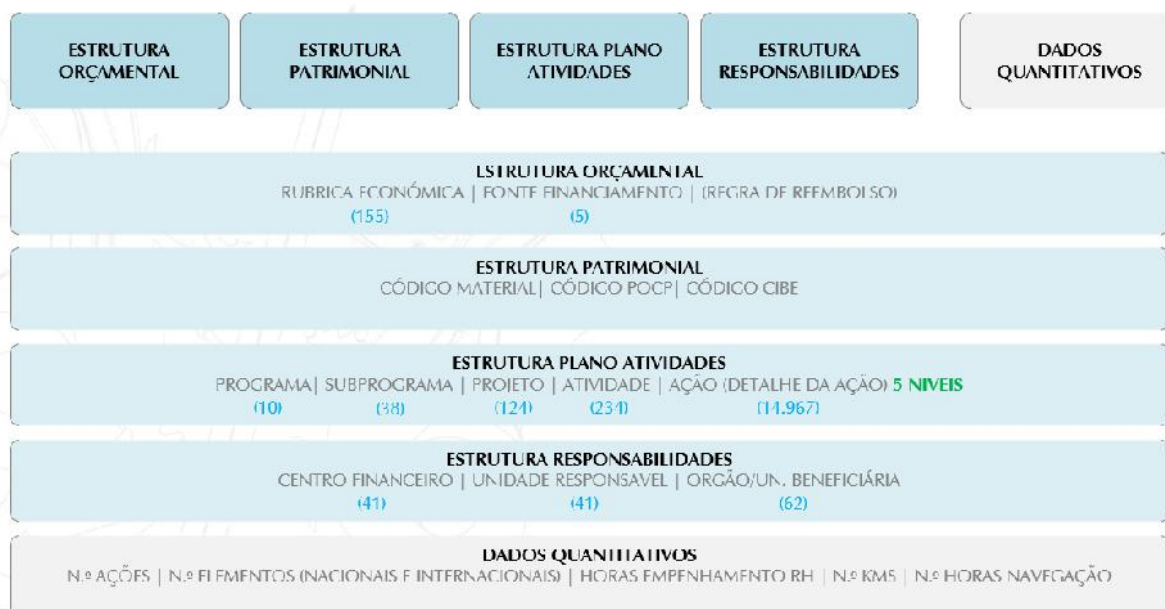 ESTRUTURA
ORÇAMENTAL
ESTRUTURA
PATRIMONIAL
ESTRUTURA PLANO
ATIVIDADES
ESTRUTURA
RESPONSABILIDADES
DADOS
QUANTITATIVOS
ESTRUTURA ORÇAMENTAL
RUBRICA ECONÓMICA | FONTE FINANCIAMENTO | (REGRA DE REEMBOLSO)
(155) (5)
ESTRUTURA PATRIMONIAL
CÓDIGO MATERIAL| CÓDIGO POCP| CÓDIGO CIBE
ESTRUTURA PLANO ATIVIDADES
PROGRAMA| SUBPROGRAMA | PROJETO | ATIVIDADE | AÇÃO (DETALHE DA AÇÃO) 5 NIVEIS
(10) (38) (124) (234) (14.967)
ESTRUTURA RESPONSABILIDADES
CENTRO FINANCEIRO | UNIDADE RESPONSAVEL | ORGÃO/UN. BENEFICIÁRIA
(41) (41) (62)
DADOS QUANTITATIVOS
N.º AÇÕES | N.º ELEMENTOS (NACIONAIS E INTERNACIONAIS) | HORAS EMPENHAMENTO RH | N.º KMS | N.º HORAS NAVEGAÇÃO